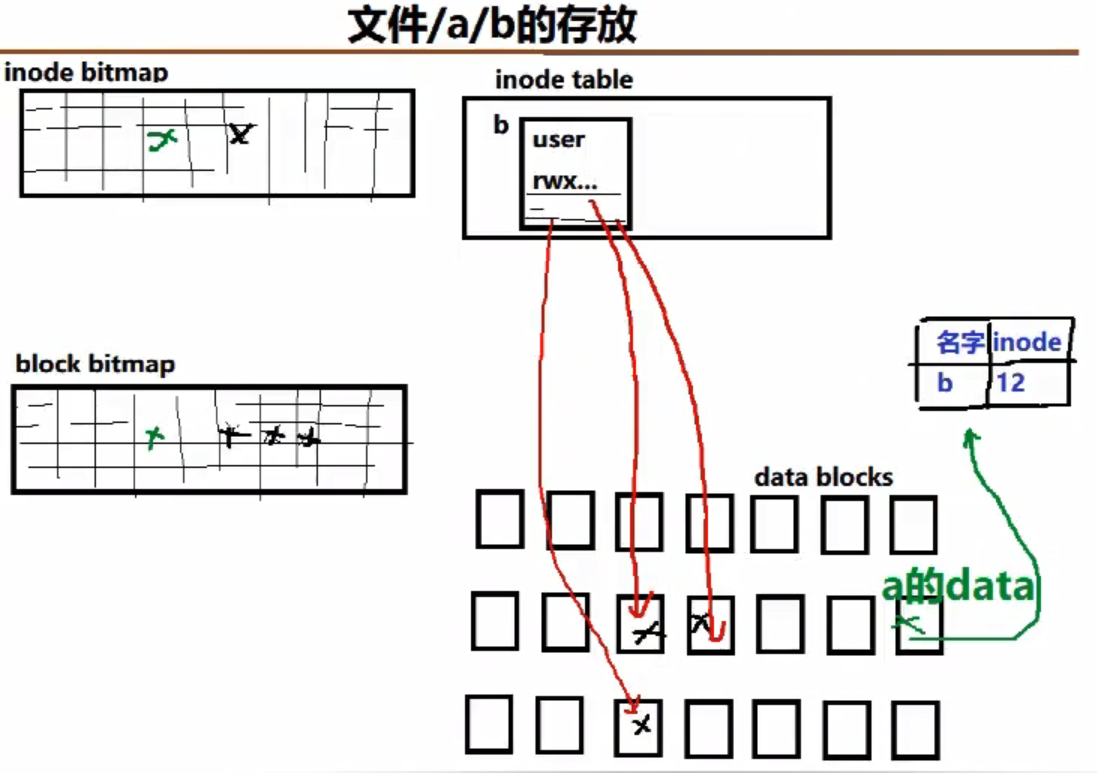 文件/a/b的存放
inode bitmap
inode table
b
user
rwx...
block bitmap
名字 inode
b 12
data blocks
a的data